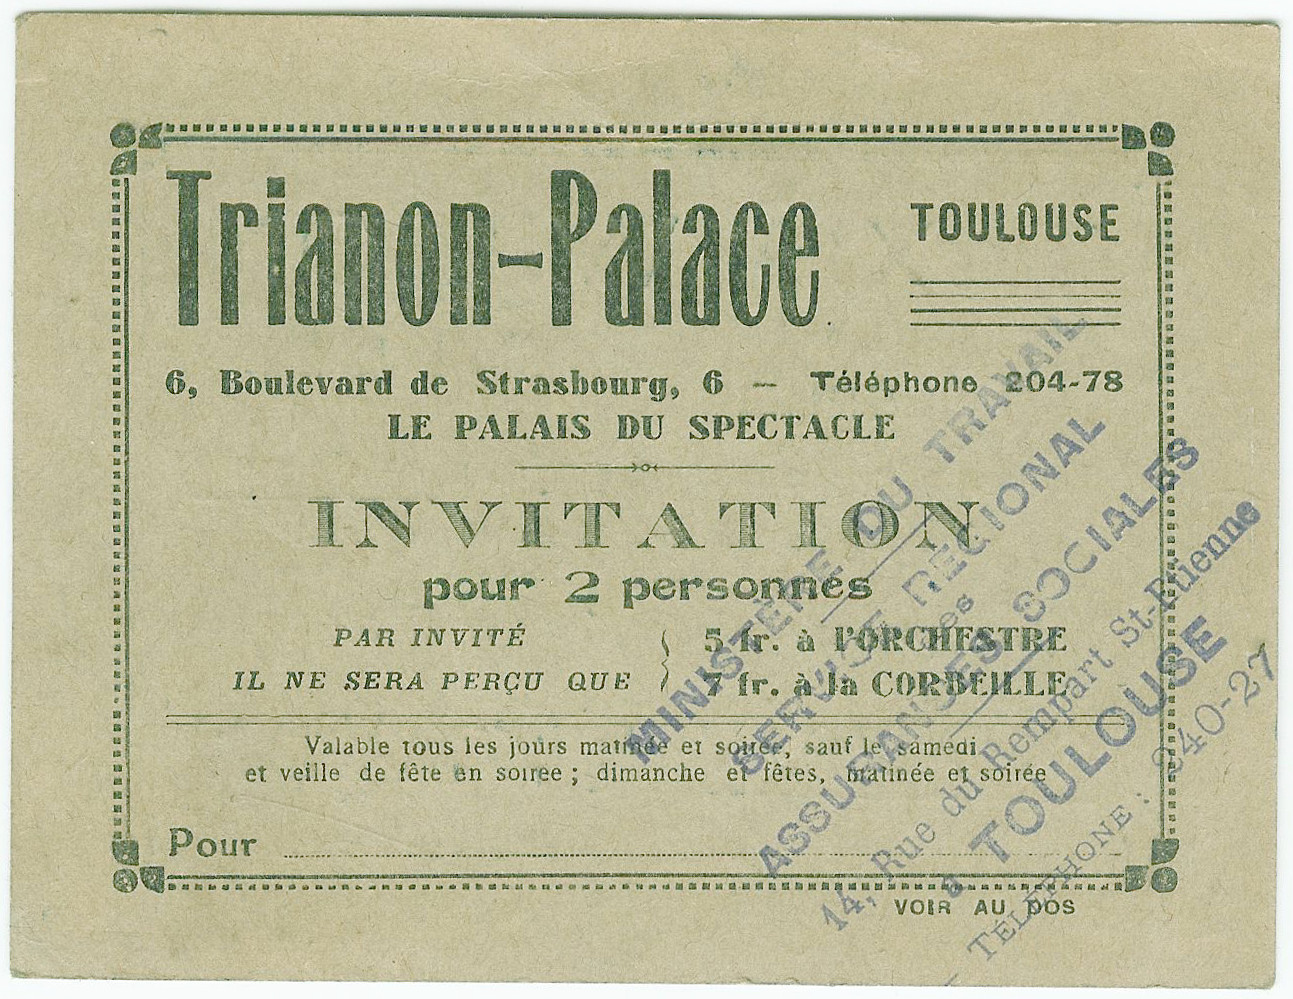 Trianon-Palace
TOULOUSE
6, Boulevard de Strasbourg, 6 — Téléphone 204-78
LE PALAIS DU SPECTACLE
INVITATION
pour 2 personnes
PAR INVITÉ
IL NE SERA PERÇU QUE
5 fr. à l'ORCHESTRE
7 fr. à la CORBEILLE
Valable tous les jours matinée et soirée, sauf le samedi
et veille de fête en soirée ; dimanche et fêtes, matinée et soirée
Pour
VOIR AU DOS
MINISTÈRE DU TRAVAIL
SERVICE RÉGIONAL
des
ASSURANCES SOCIALES
14, Rue du Rempart St-Etienne
à TOULOUSE
— TÉLÉPHONE : 340-27